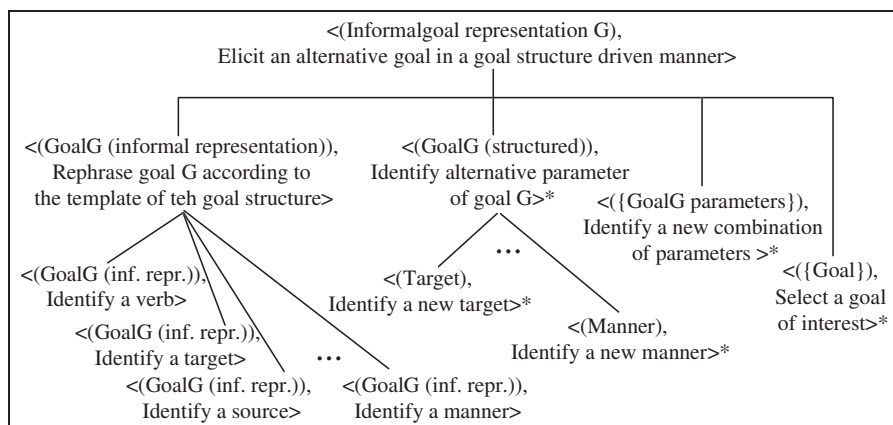 <(Informalgoal representation G),
Elicit an alternative goal in a goal structure driven manner>
<(GoalG (informal representation)),
Rephrase goal G according to
the template of teh goal structure>
<(GoalG (structured)),
Identify alternative parameter
of goal G>*
<({GoalG parameters}),
Identify a new combination
of parameters >*
<({Goal}),
Select a goal
of interest>*
<(GoalG (inf. repr.)),
Identify a verb>
<(GoalG (inf. repr.)),
Identify a target>
<(GoalG (inf. repr.)),
Identify a source>
...
<(GoalG (inf. repr.)),
Identify a manner>
...
<(Target),
Identify a new target>*
<(Manner),
Identify a new manner>*